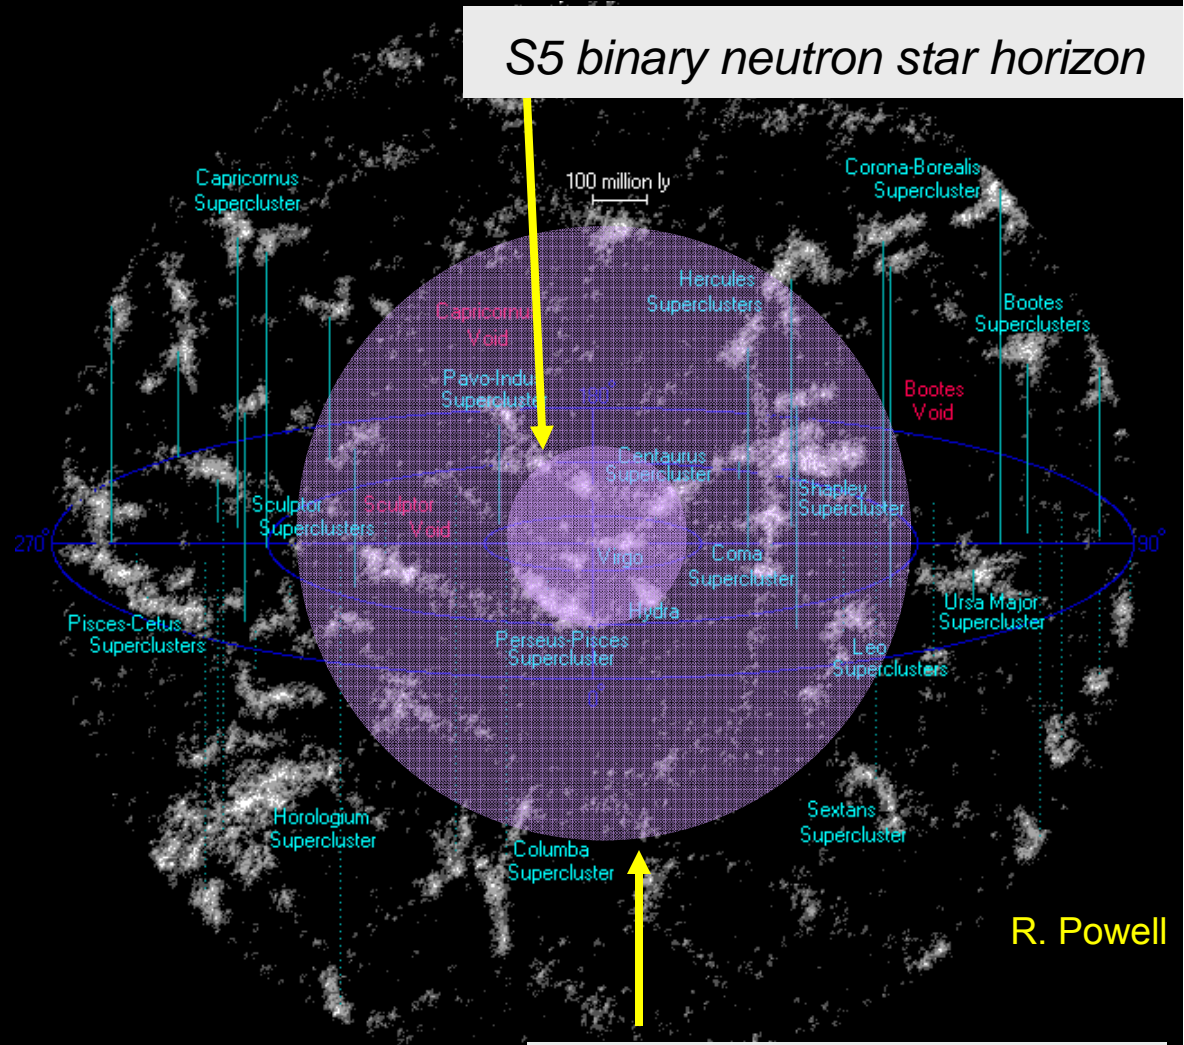 S5 binary neutron star horizon
Capricornus
Supercluster
100 million ly
Corona-Borealis
Supercluster
Hercules
Superclusters
Capricornus
Void
Bootes
Superclusters
Pavo-Indus
Supercluster
180°
Bootes
Void
Centaurus
Supercluster
Shapley
Supercluster
Sculptor
Superclusters
Sculptor
Void
270°
Virgo
Coma
Supercluster
90°
Hydra
Ursa Major
Supercluster
Pisces-Cetus
Superclusters
Perseus-Pisces
Supercluster
Leo
Superclusters
0°
Horologium
Supercluster
Sextans
Supercluster
Columba
Supercluster
R. Powell